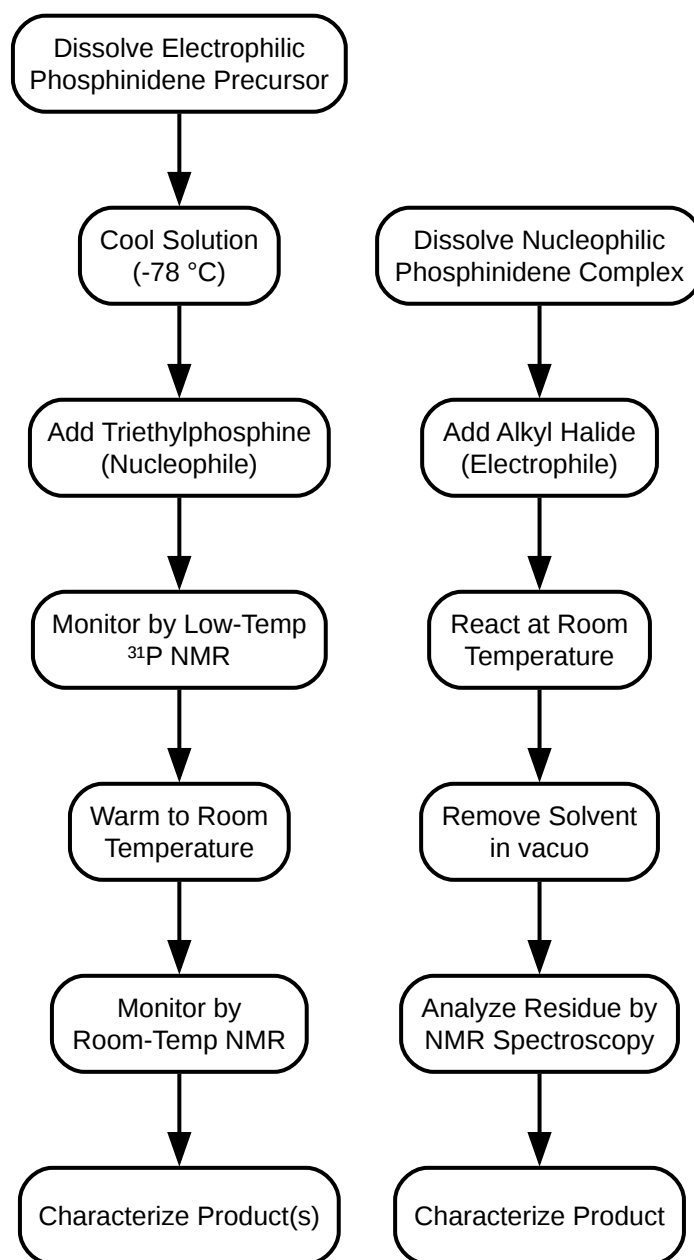 Dissolve Electrophilic
Phosphinidene Precursor
Cool Solution
(-78 °C)
Add Triethylphosphine
(Nucleophile)
Monitor by Low-Temp
³¹P NMR
Warm to Room
Temperature
Monitor by
Room-Temp NMR
Characterize Product(s)
Dissolve Nucleophilic
Phosphinidene Complex
Add Alkyl Halide
(Electrophile)
React at Room
Temperature
Remove Solvent
in vacuo
Analyze Residue by
NMR Spectroscopy
Characterize Product